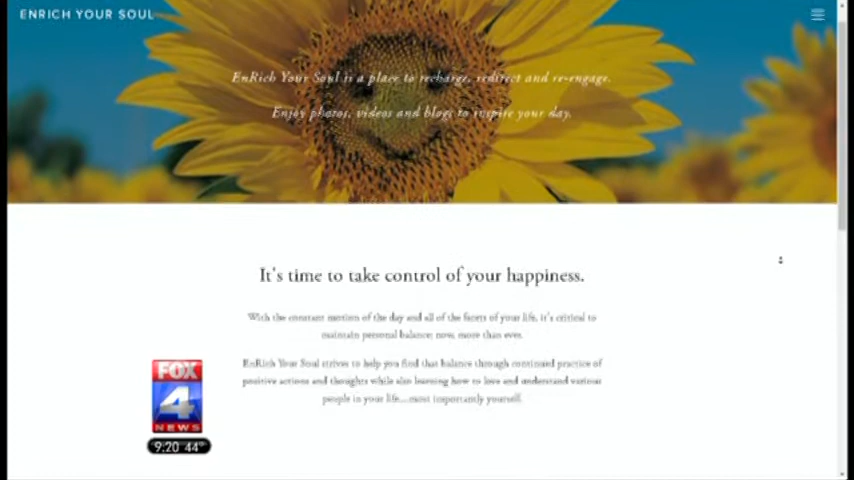 ENRICH YOUR SOUL
EnRich Your Soul is a place to recharge, redirect and re-engage.
Enjoy photos, videos and blogs to inspire your day.
It's time to take control of your happiness.
With the constant motion of the day and all of the facets of your life, it's critical to
maintain personal balance; now, more than ever.
EnRich Your Soul strives to help you find that balance through continued practice of
positive actions and thoughts while also learning how to love and understand various
people in your life....most importantly yourself.
FOX
4
NEWS
9:20 44°